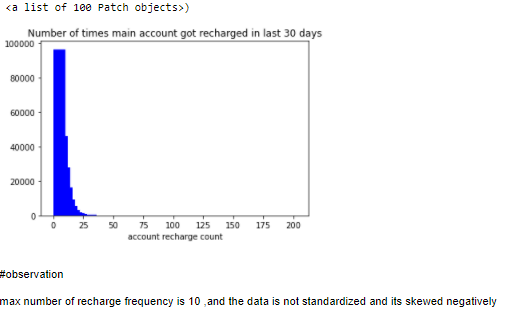 <a list of 100 Patch objects>)
Number of times main account got recharged in last 30 days
100000
80000
60000
40000
20000
0
0 25 50 75 100 125 150 175 200
account recharge count
#observation
max number of recharge frequency is 10 ,and the data is not standardized and its skewed negatively